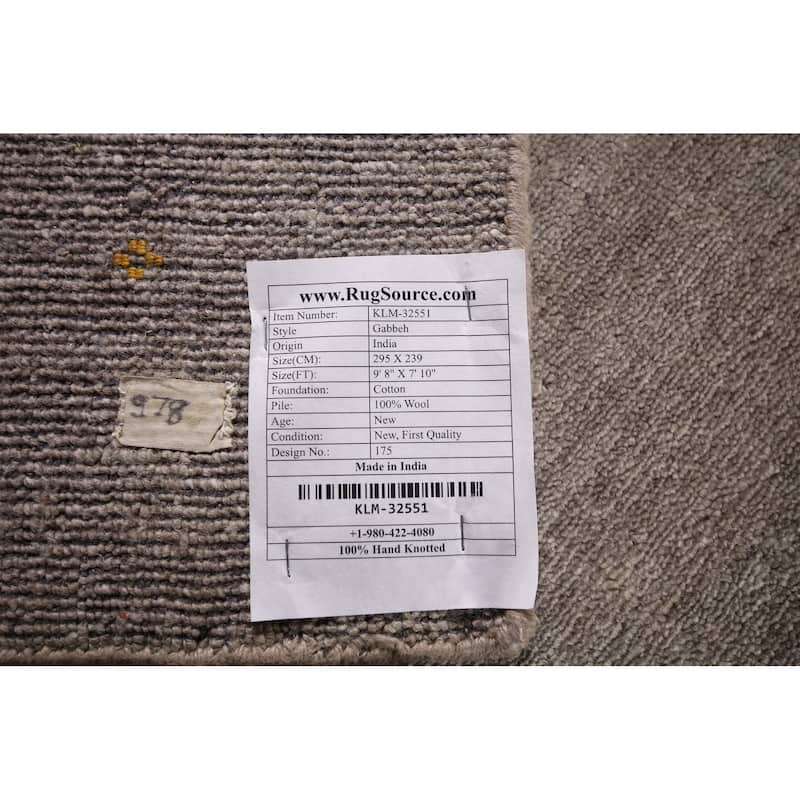 www.RugSource.com
Item Number: KLM-32551
Style Gabbeh
Origin India
Size(CM): 295 X 239
Size(FT): 9' 8" X 7' 10"
Foundation: Cotton
Pile: 100% Wool
Age: New
Condition: New, First Quality
Design No.: 175
Made in India
KLM-32551
+1-980-422-4080
100% Hand Knotted
978